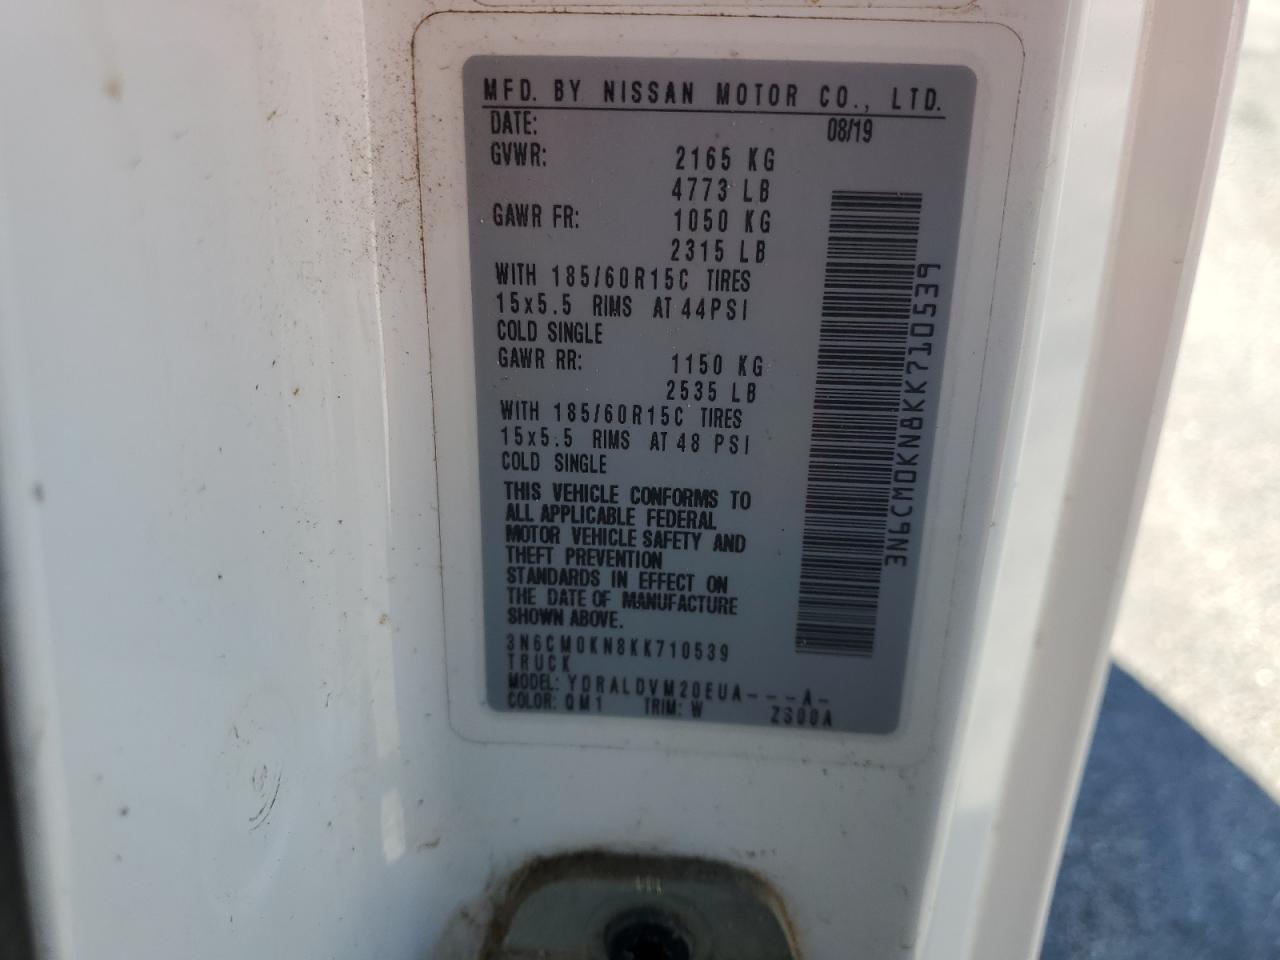 MFD. BY NISSAN MOTOR CO., LTD.
DATE: 08/19
GVWR: 2165 KG
4773 LB
GAWR FR: 1050 KG
2315 LB
WITH 185/60R15C TIRES
15x5.5 RIMS AT 44PSI
COLD SINGLE
GAWR RR: 1150 KG
2535 LB
WITH 185/60R15C TIRES
15x5.5 RIMS AT 48 PSI
COLD SINGLE
THIS VEHICLE CONFORMS TO
ALL APPLICABLE FEDERAL
MOTOR VEHICLE SAFETY AND
THEFT PREVENTION
STANDARDS IN EFFECT ON
THE DATE OF MANUFACTURE
SHOWN ABOVE.
3N6CM0KN8KK710539
TRUCK
MODEL: YDRALDVM20EUA---A-
COLOR: QM1 TRIM: W ZS00A
3N6CM0KN8KK710539